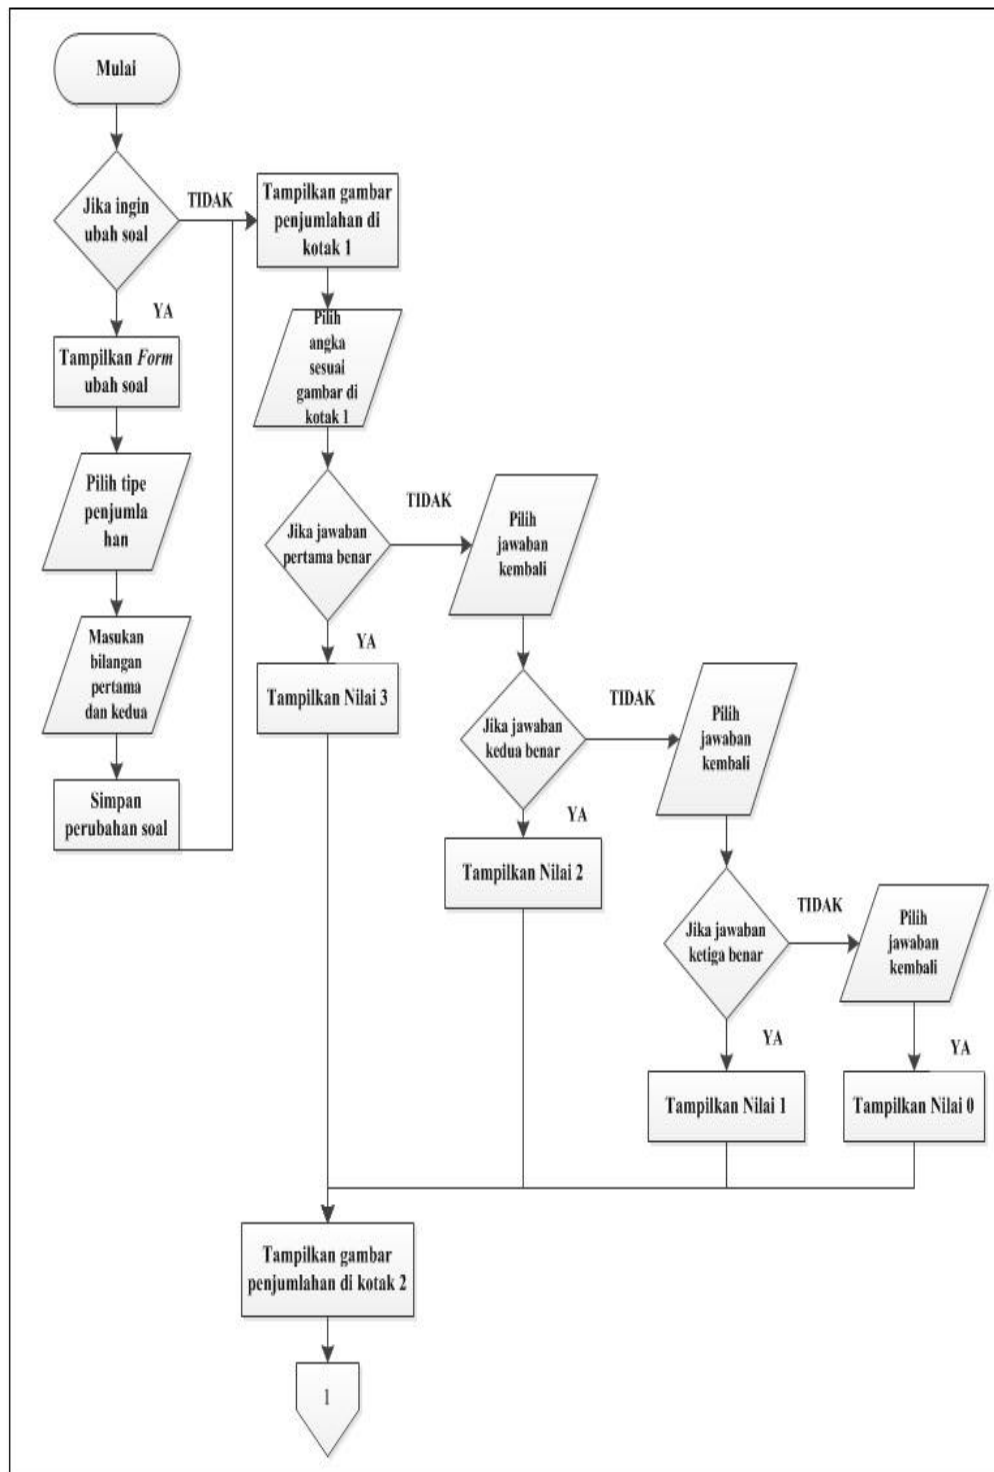 Mulai
Jika ingin
ubah soal
TIDAK
YA
Tampilkan Form
ubah soal
Pilih tipe
penjumla
han
Masukan
bilangan
pertama
dan kedua
Simpan
perubahan soal
Tampilkan gambar
penjumlahan di
kotak 1
Pilih
angka
sesuai
gambar di
kotak 1
Jika jawaban
pertama benar
TIDAK
YA
Tampilkan Nilai 3
Pilih
jawaban
kembali
Jika jawaban
kedua benar
TIDAK
YA
Tampilkan Nilai 2
Pilih
jawaban
kembali
Jika jawaban
ketiga benar
TIDAK
YA
Tampilkan Nilai 1
Pilih
jawaban
kembali
YA
Tampilkan Nilai 0
Tampilkan gambar
penjumlahan di kotak 2
1